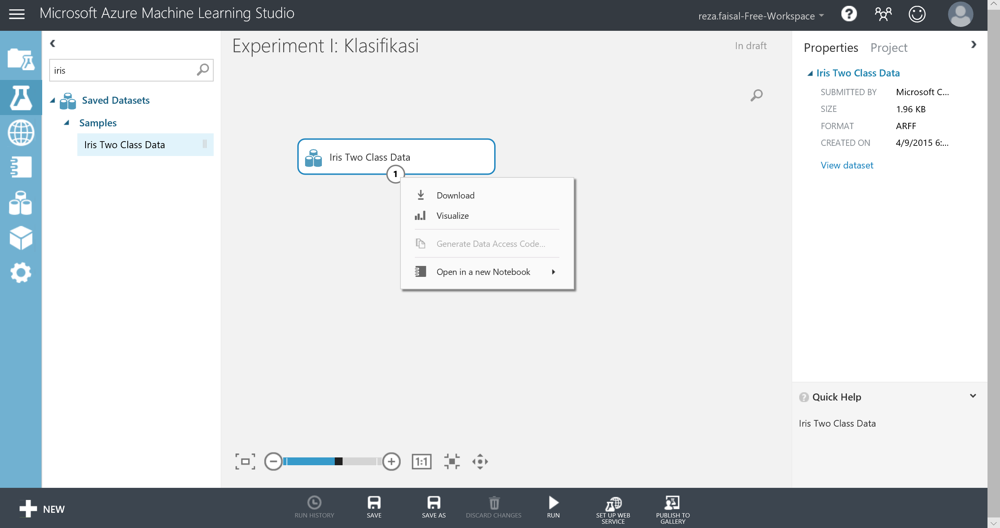 Microsoft Azure Machine Learning Studio
reza.faisal-Free-Workspace
?
iris
Saved Datasets
Samples
Iris Two Class Data
Experiment I: Klasifikasi
In draft
Iris Two Class Data
1
Download
Visualize
Generate Data Access Code...
Open in a new Notebook
1:1
Properties Project
Iris Two Class Data
SUBMITTED BY Microsoft C...
SIZE 1.96 KB
FORMAT ARFF
CREATED ON 4/9/2015 6:...
View dataset
? Quick Help
Iris Two Class Data
NEW
RUN HISTORY
SAVE
SAVE AS
DISCARD CHANGES
RUN
SET UP WEB
SERVICE
PUBLISH TO
GALLERY